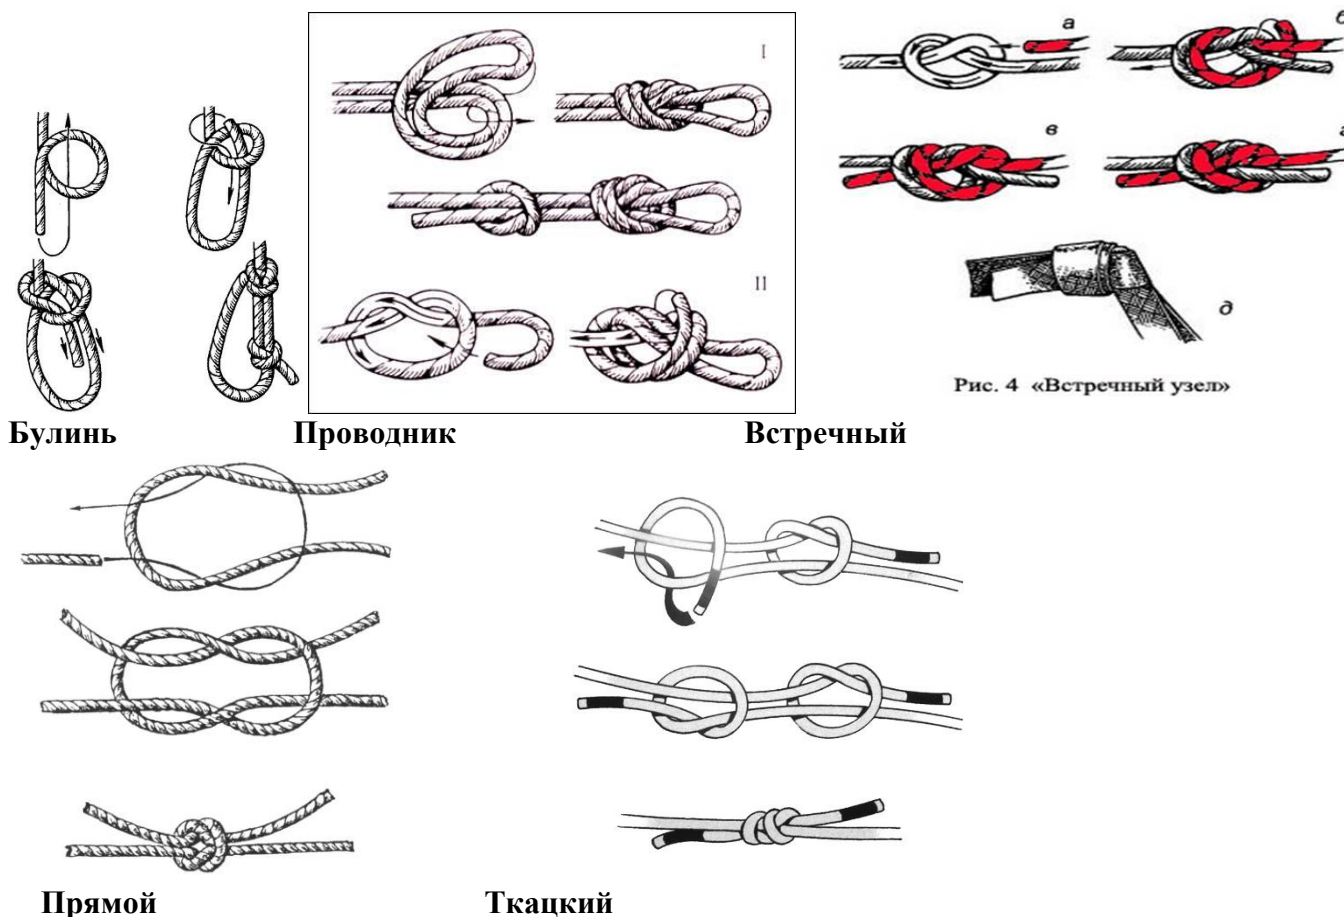 I
II
а
б
в
г
д
Рис. 4 «Встречный узел»
Булинь
Проводник
Встречный
Прямой
Ткацкий